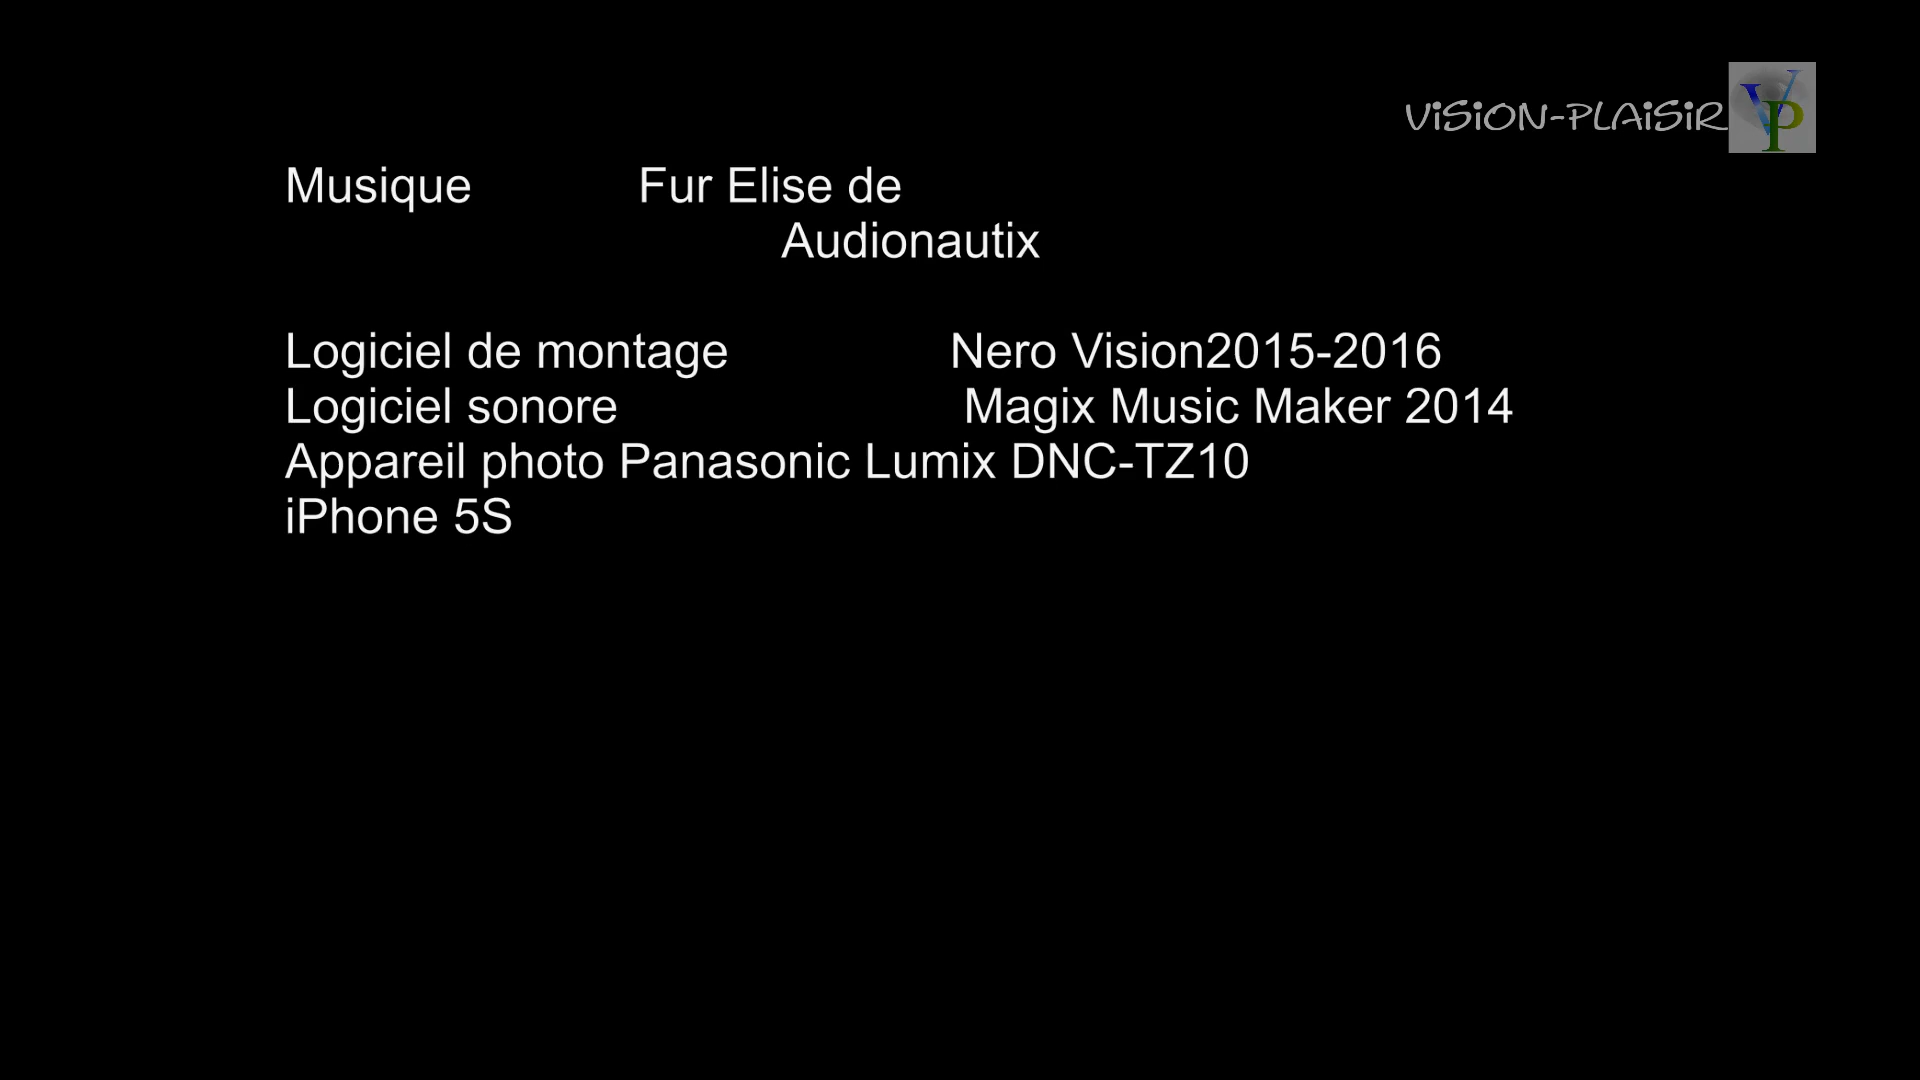 ViSiON-PLAiSiR VP
Musique Fur Elise de
Audionautix
Logiciel de montage Nero Vision2015-2016
Logiciel sonore Magix Music Maker 2014
Appareil photo Panasonic Lumix DNC-TZ10
iPhone 5S